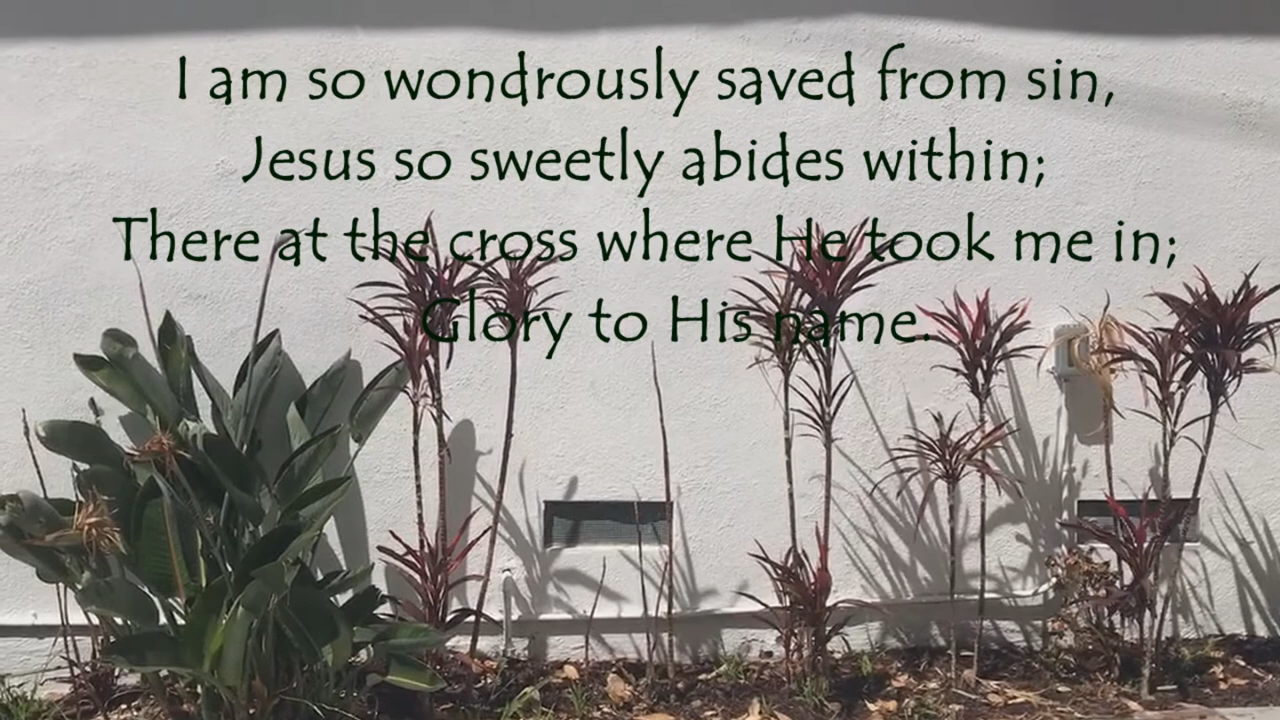 I am so wondrously saved from sin,
Jesus so sweetly abides within;
There at the cross where He took me in;
Glory to His name.